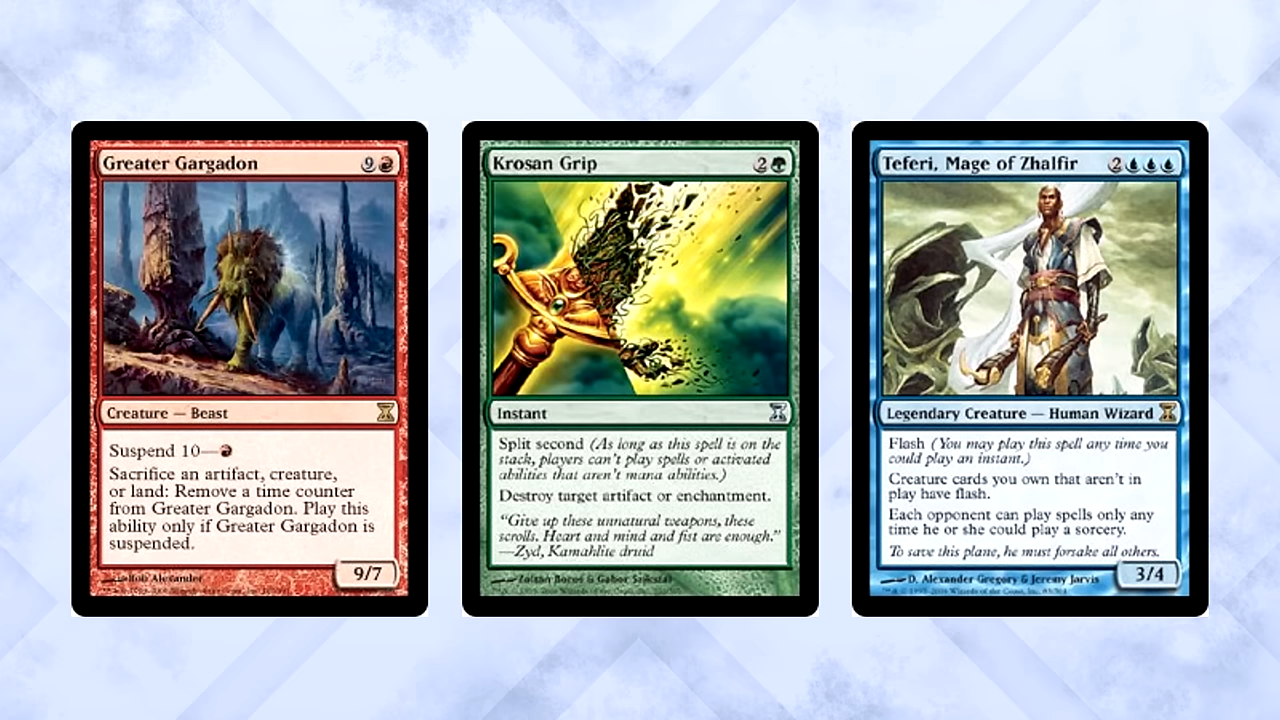 Greater Gargadon 9
Creature — Beast
Suspend 10—
Sacrifice an artifact, creature,
or land: Remove a time counter
from Greater Gargadon. Play this
ability only if Greater Gargadon is
suspended.
9/7
Rob Alexander
Krosan Grip 2
Instant
Split second (As long as this spell is on the
stack, players can't play spells or activated
abilities that aren't mana abilities.)
Destroy target artifact or enchantment.
"Give up these unnatural weapons, these
scrolls. Heart and mind and fist are enough."
—Zyd, Kamahlite druid
Zoltan Boros & Gabor Szikszai
Teferi, Mage of Zhalfir 2
Legendary Creature — Human Wizard
Flash (You may play this spell any time you
could play an instant.)
Creature cards you own that aren't in
play have flash.
Each opponent can play spells only any
time he or she could play a sorcery.
To save this plane, he must forsake all others.
D. Alexander Gregory & Jeremy Jarvis
3/4